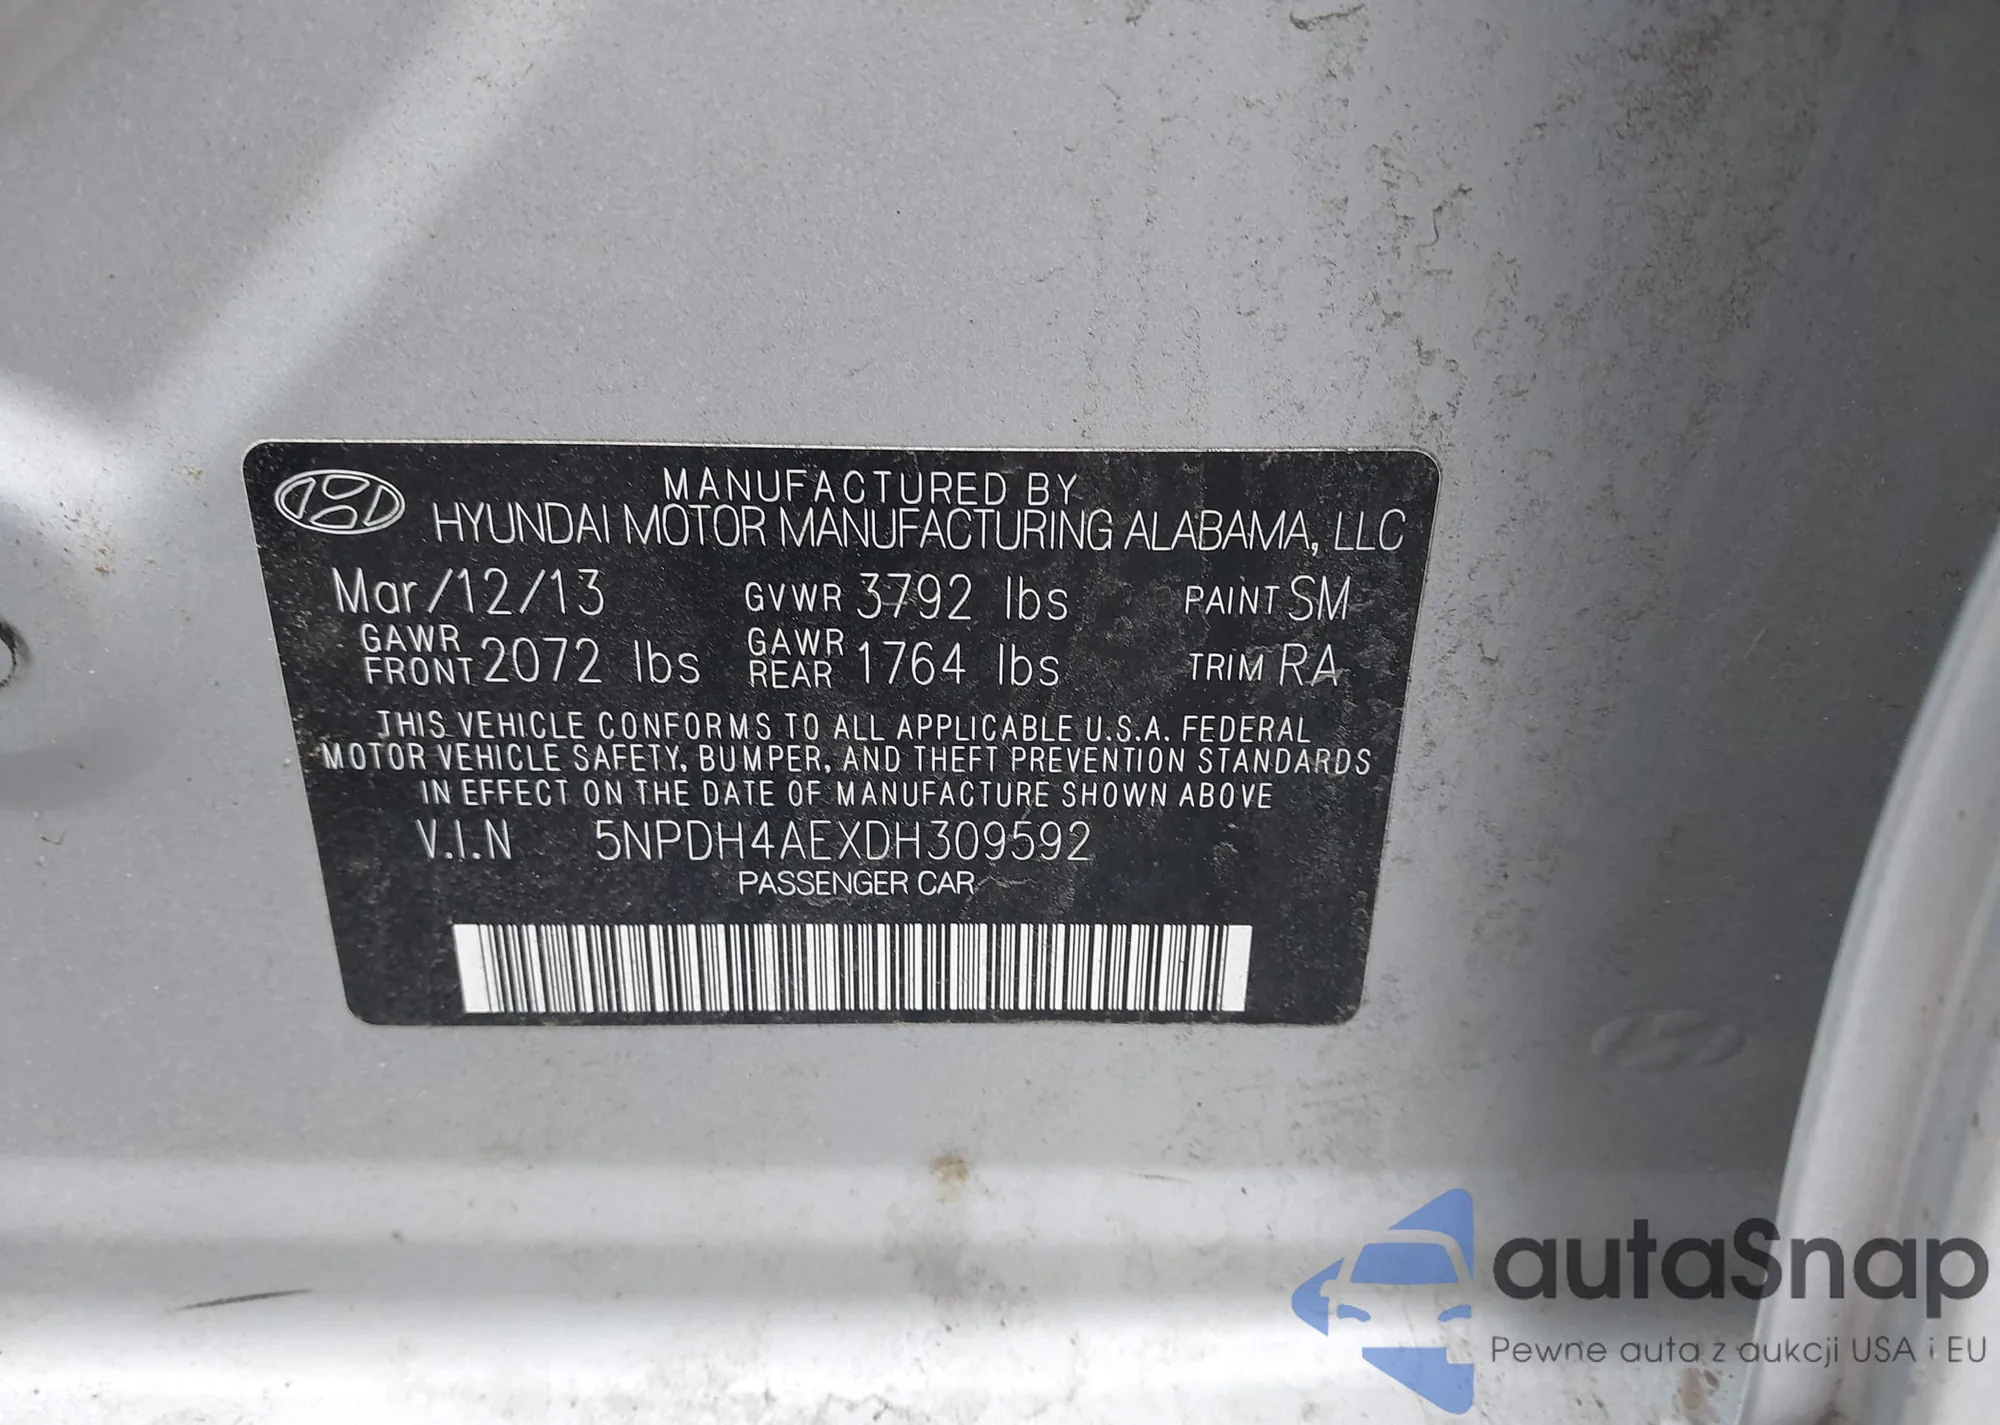 MANUFACTURED BY
HYUNDAI MOTOR MANUFACTURING ALABAMA, LLC
Mar/12/13 GVWR 3792 lbs PAINT SM
GAWR FRONT 2072 lbs GAWR REAR 1764 lbs TRIM RA
THIS VEHICLE CONFORMS TO ALL APPLICABLE U.S.A. FEDERAL
MOTOR VEHICLE SAFETY, BUMPER, AND THEFT PREVENTION STANDARDS
IN EFFECT ON THE DATE OF MANUFACTURE SHOWN ABOVE
V.I.N 5NPDH4AEXDH309592
PASSENGER CAR
autaSnap
Pewne auta z aukcji USA i EU